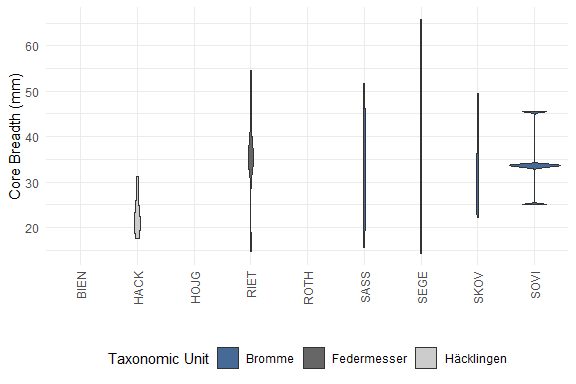 Core Breadth (mm)
60
50
40
30
20
BIEN
HACK
HOJG
RIET
ROTH
SASS
SEGE
SKOV
SOVI
Taxonomic Unit Bromme Federmesser Häcklingen